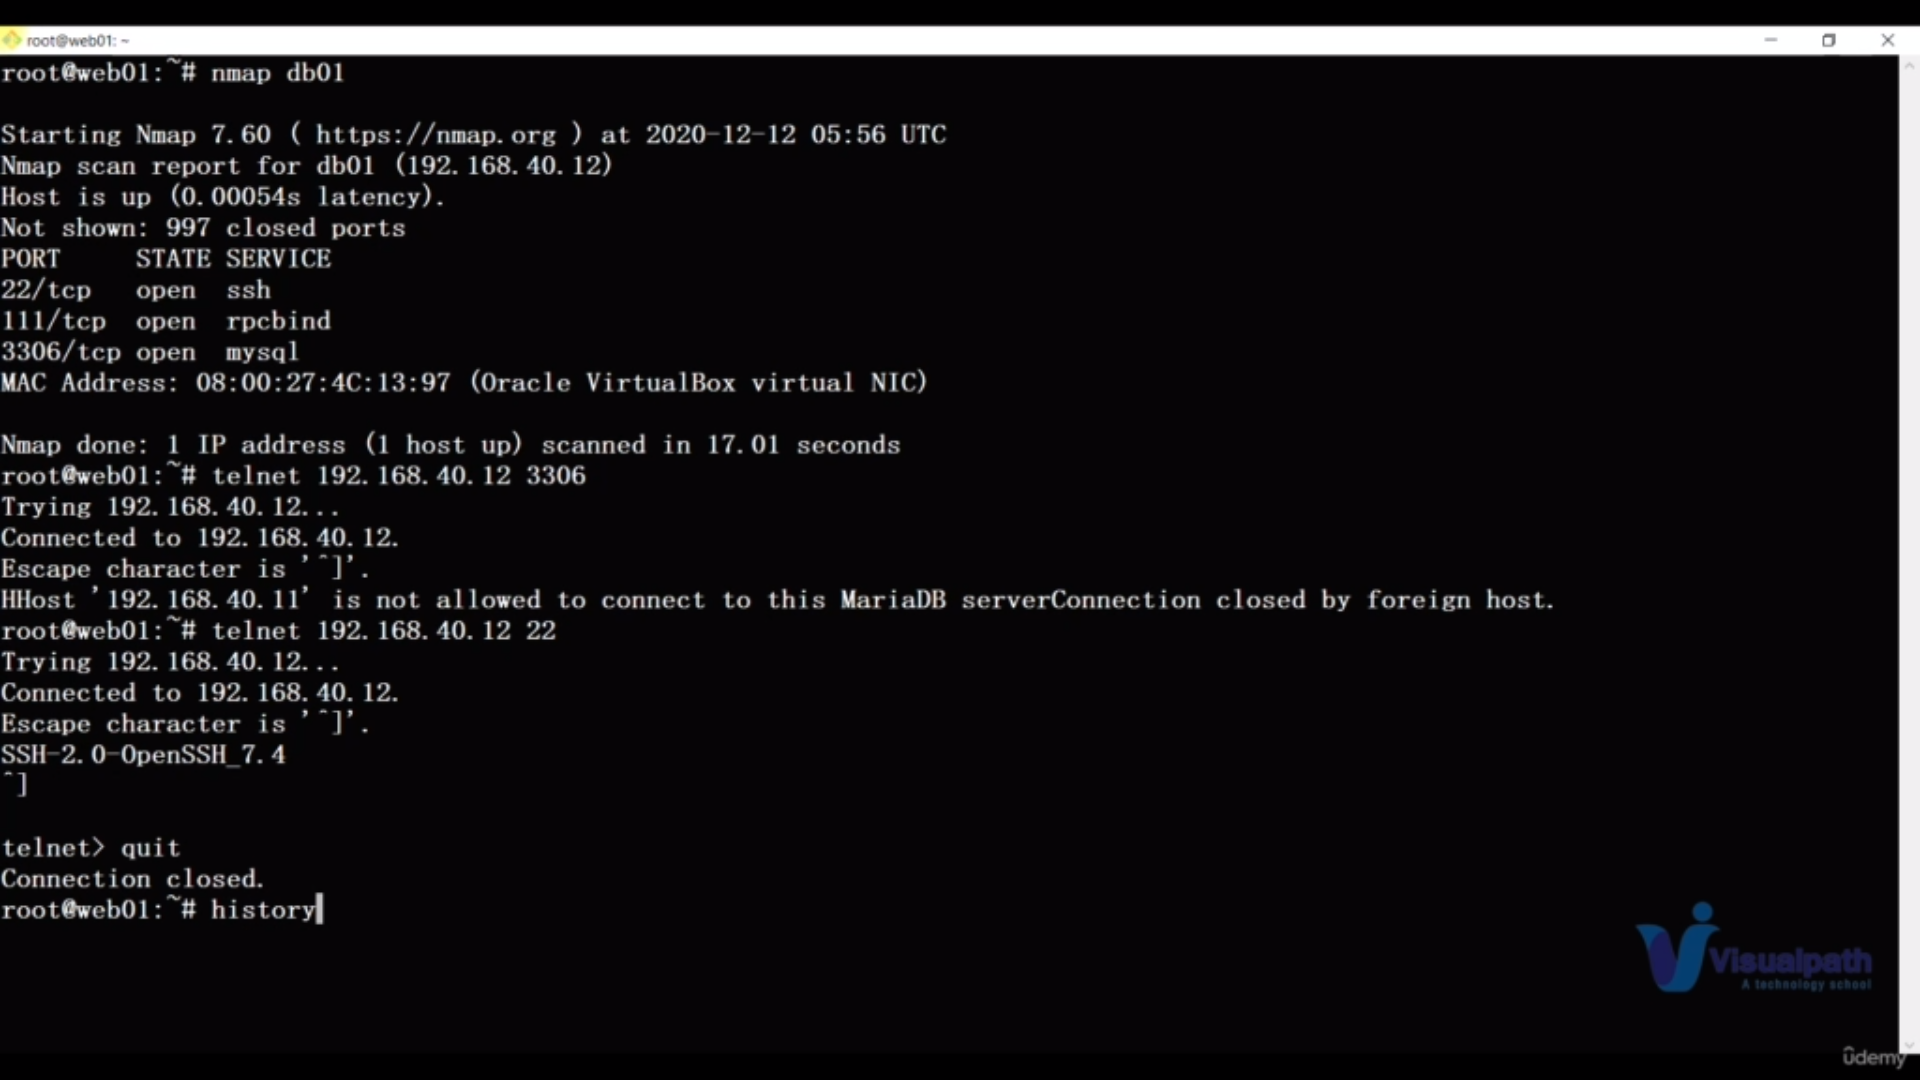 root@web01: ~
root@web01:~# nmap db01
Starting Nmap 7.60 ( https://nmap.org ) at 2020-12-12 05:56 UTC
Nmap scan report for db01 (192.168.40.12)
Host is up (0.00054s latency).
Not shown: 997 closed ports
PORT     STATE SERVICE
22/tcp   open  ssh
111/tcp  open  rpcbind
3306/tcp open  mysql
MAC Address: 08:00:27:4C:13:97 (Oracle VirtualBox virtual NIC)
Nmap done: 1 IP address (1 host up) scanned in 17.01 seconds
root@web01:~# telnet 192.168.40.12 3306
Trying 192.168.40.12...
Connected to 192.168.40.12.
Escape character is '^]'.
HHost '192.168.40.11' is not allowed to connect to this MariaDB serverConnection closed by foreign host.
root@web01:~# telnet 192.168.40.12 22
Trying 192.168.40.12...
Connected to 192.168.40.12.
Escape character is '^]'.
SSH-2.0-OpenSSH_7.4
^]
telnet> quit
Connection closed.
root@web01:~# history
Visualpath
A technology school
ûdemy